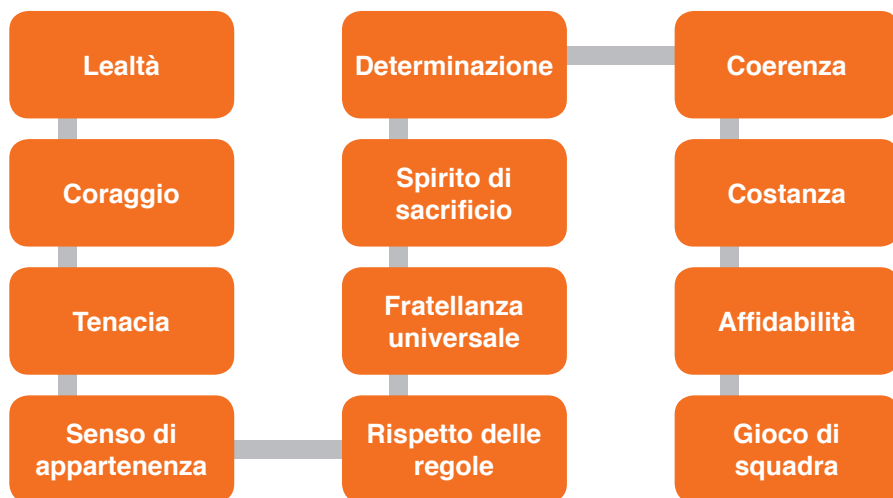 Lealtà
Coraggio
Tenacia
Senso di
appartenenza
Rispetto delle
regole
Fratellanza
universale
Spirito di
sacrificio
Determinazione
Coerenza
Costanza
Affidabilità
Gioco di
squadra